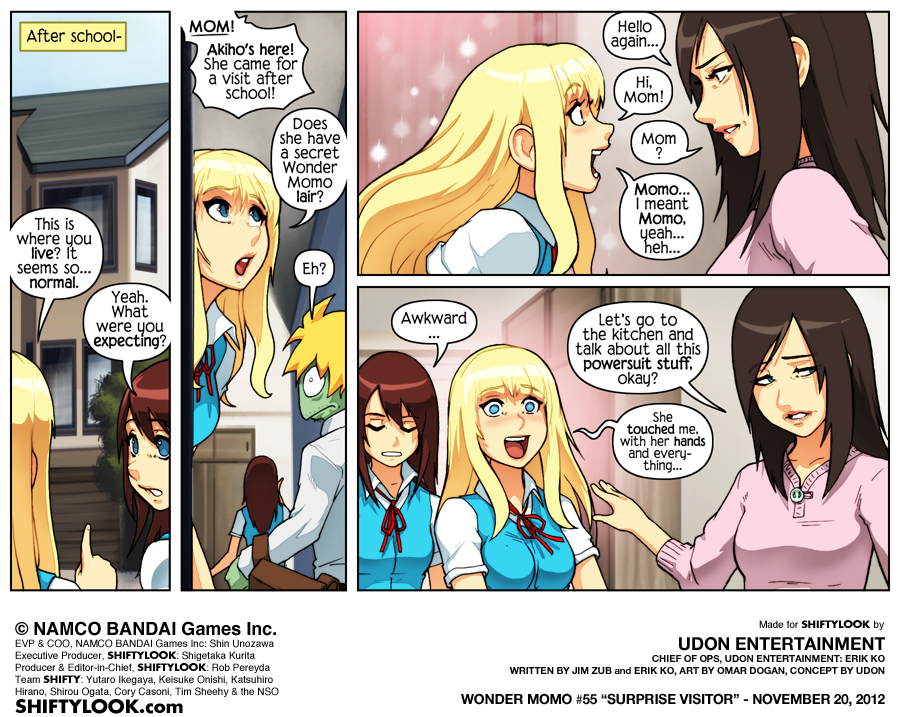 After school-
This is
where you
live? It
seems so...
normal.
Yeah.
What
were you
expecting?
MOM!
Akiho's here!
She came for
a visit after
school!
Does
she have
a secret
Wonder
Momo
lair?
Eh?
Hello
again...
Hi,
Mom!
Mom
?
Momo...
I meant
Momo,
yeah...
heh...
Awkward
...
Let's go to
the kitchen and
talk about all this
powersuit stuff,
okay?
She
touched me,
with her hands
and every-
thing...
© NAMCO BANDAI Games Inc.
EVP & COO, NAMCO BANDAI Games Inc: Shin Unozawa
Executive Producer, SHIFTYLOOK: Shigetaka Kurita
Producer & Editor-in-Chief, SHIFTYLOOK: Rob Pereyda
Team SHIFTY: Yutaro Ikegaya, Keisuke Onishi, Katsuhiro
Hirano, Shirou Ogata, Cory Casoni, Tim Sheehy & the NSO
SHIFTYLOOK.com
Made for SHIFTYLOOK by
UDON ENTERTAINMENT
CHIEF OF OPS, UDON ENTERTAINMENT: ERIK KO
WRITTEN BY JIM ZUB and ERIK KO, ART BY OMAR DOGAN, CONCEPT BY UDON
WONDER MOMO #55 “SURPRISE VISITOR” - NOVEMBER 20, 2012